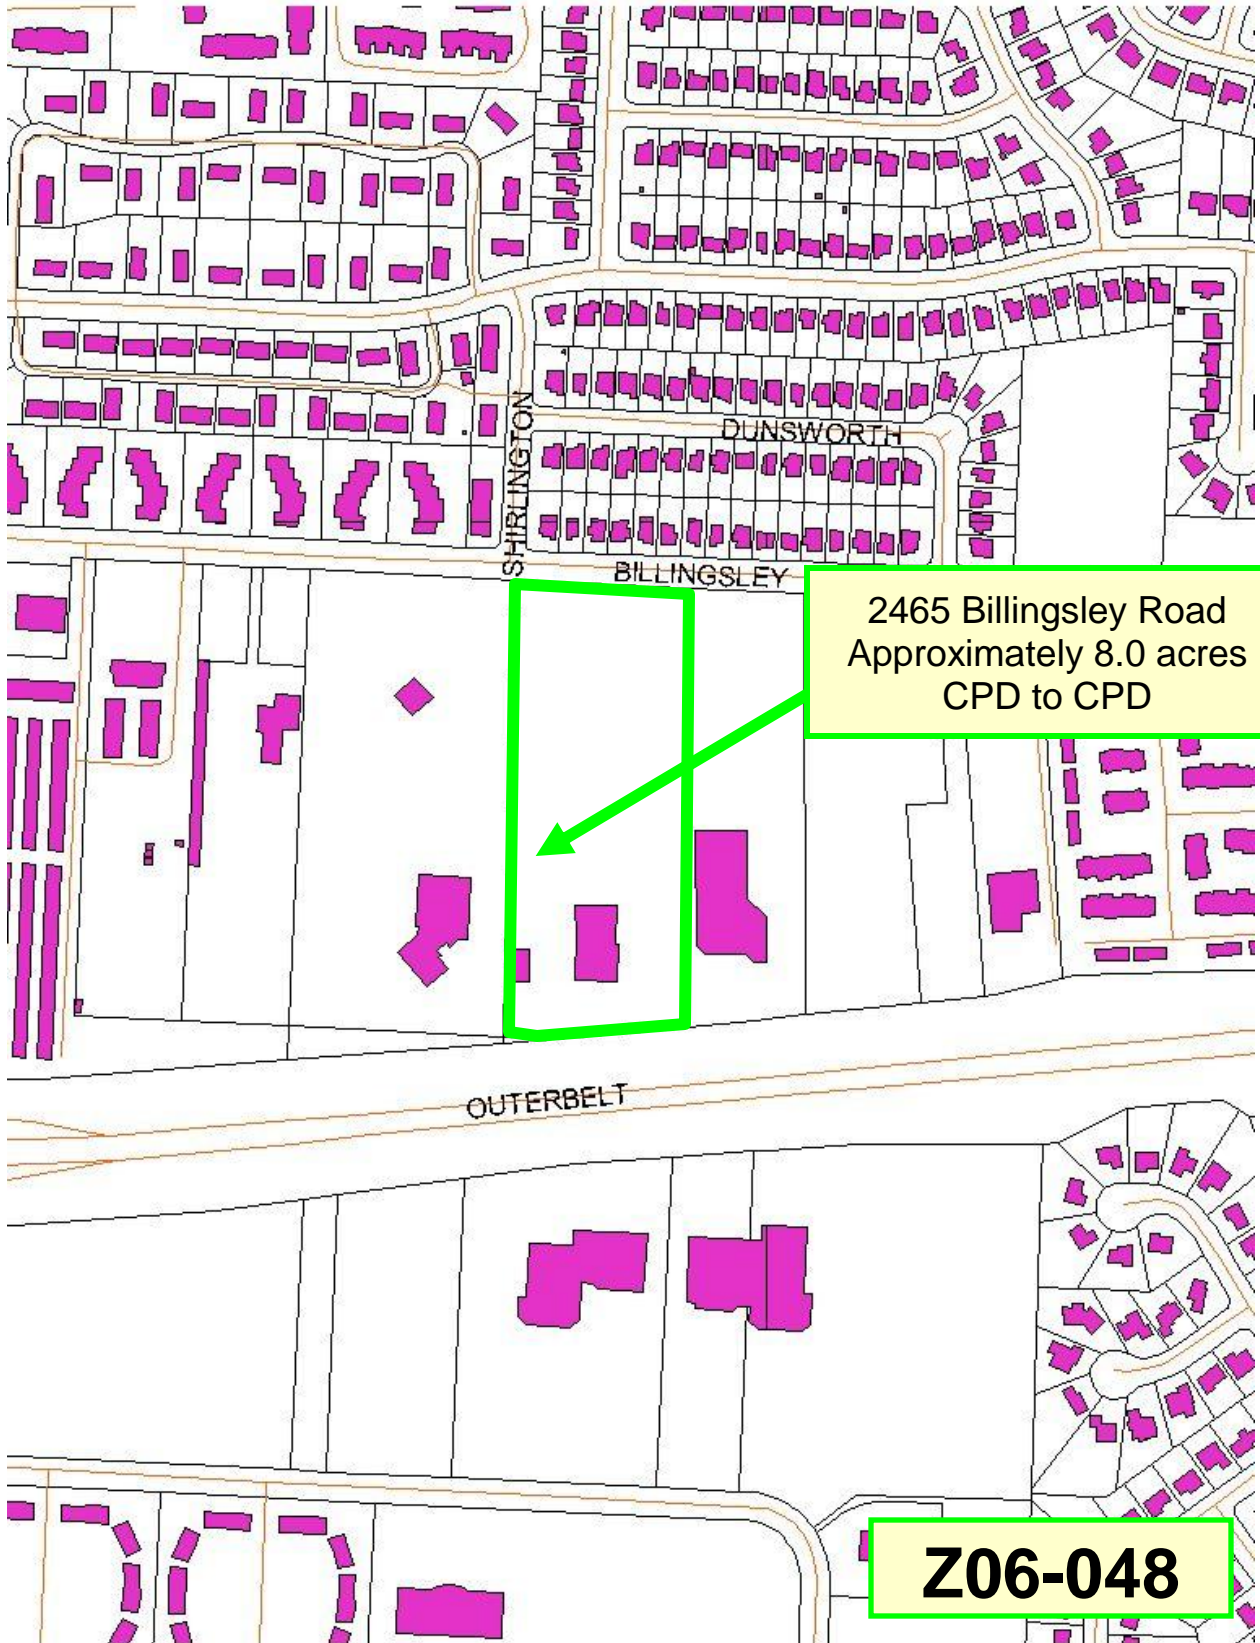 SHIRLINGTON
DUNSWORTH
BILLINGSLEY
2465 Billingsley Road
Approximately 8.0 acres
CPD to CPD
OUTERBELT
Z06-048